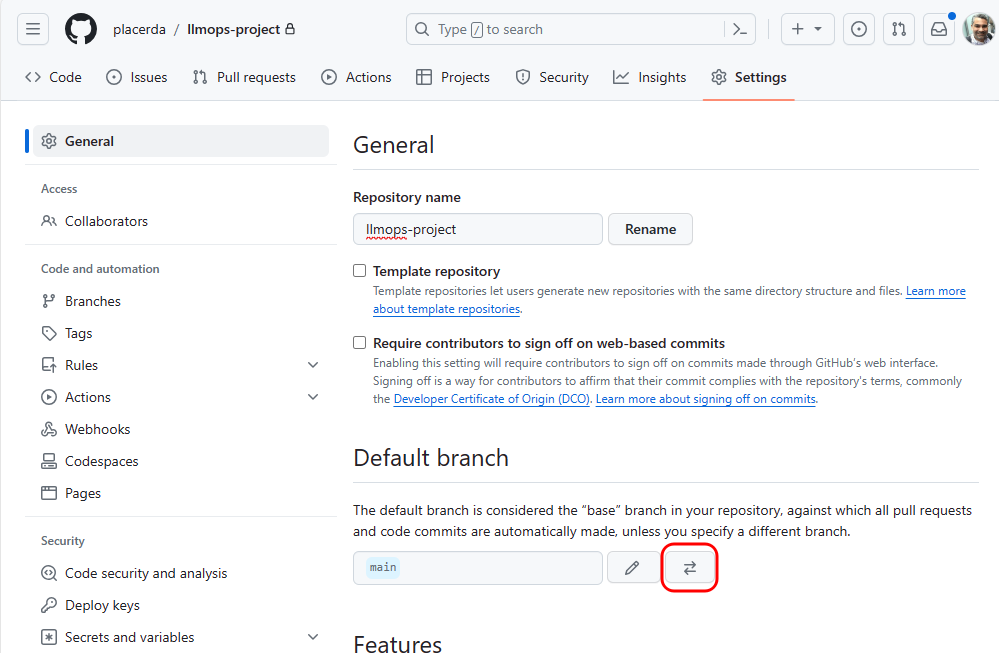 placerda / llmops-project
Type / to search
Code Issues Pull requests Actions Projects Security Insights Settings
General
Access
Collaborators
Code and automation
Branches
Tags
Rules
Actions
Webhooks
Codespaces
Pages
Security
Code security and analysis
Deploy keys
Secrets and variables
General
Repository name
llmops-project Rename
Template repository
Template repositories let users generate new repositories with the same directory structure and files. Learn more
about template repositories.
Require contributors to sign off on web-based commits
Enabling this setting will require contributors to sign off on commits made through GitHub's web interface.
Signing off is a way for contributors to affirm that their commit complies with the repository's terms, commonly
the Developer Certificate of Origin (DCO). Learn more about signing off on commits.
Default branch
The default branch is considered the “base” branch in your repository, against which all pull requests
and code commits are automatically made, unless you specify a different branch.
main
Features